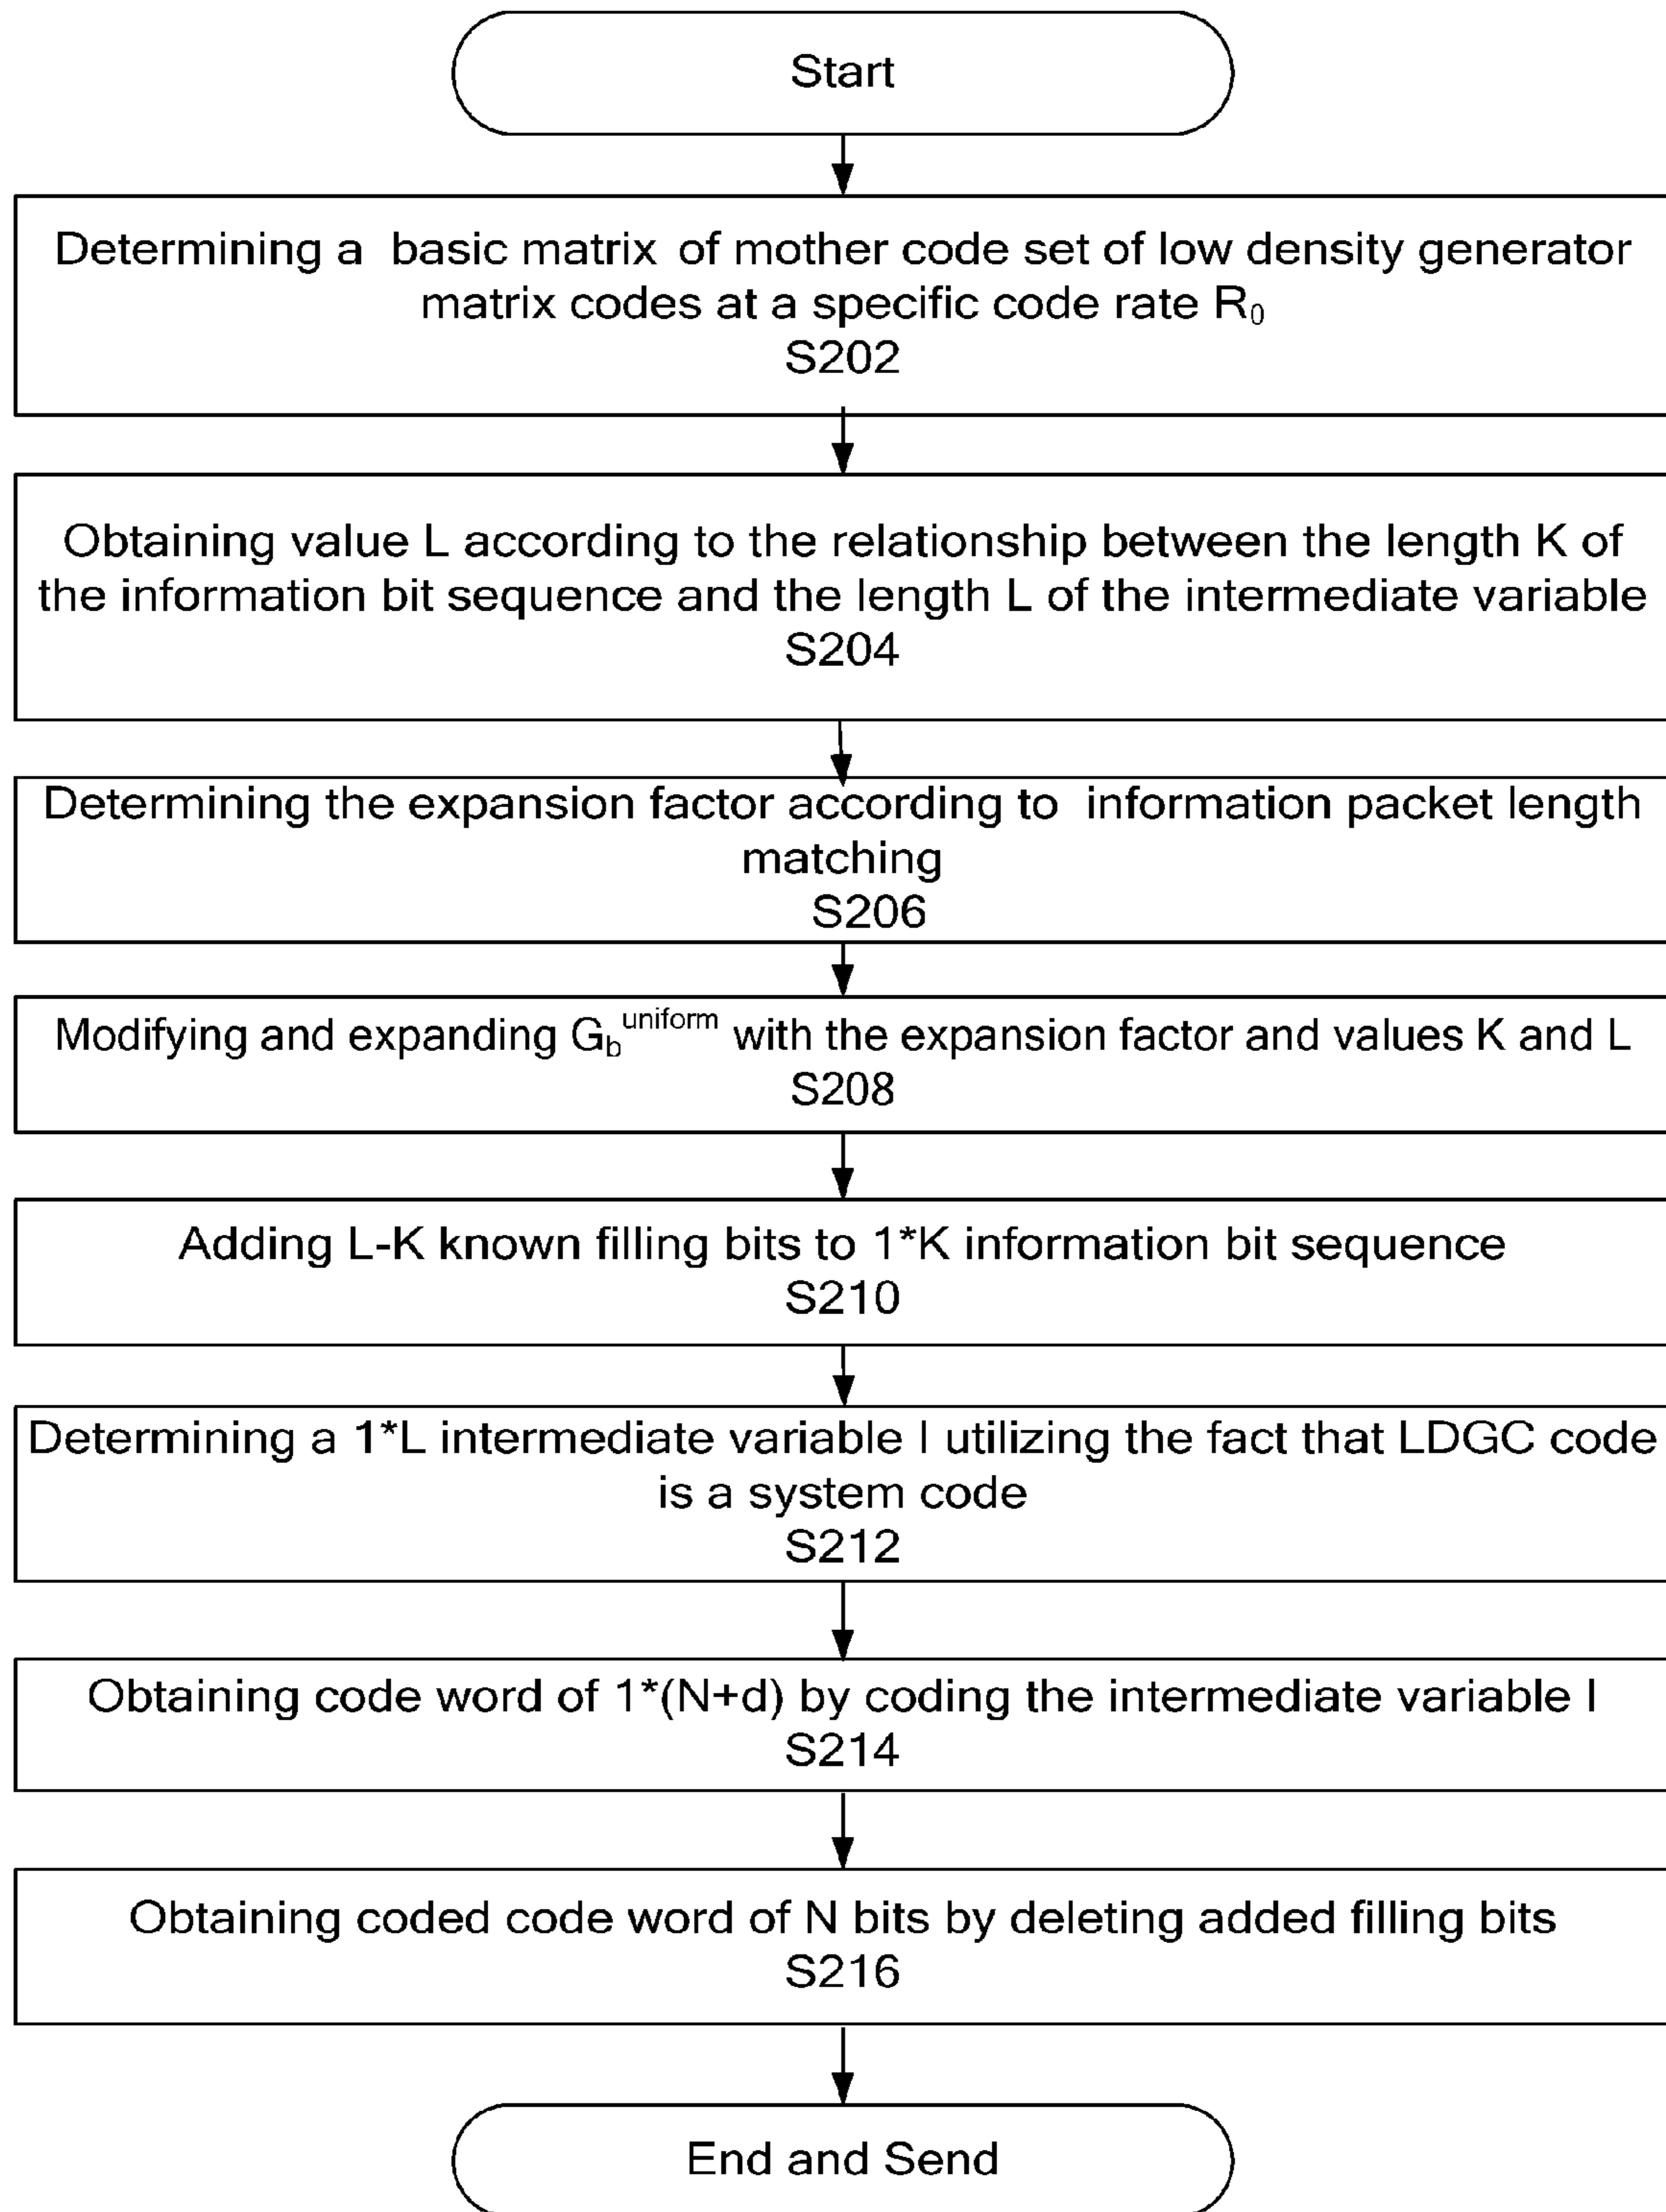 Start
Determining a basic matrix of mother code set of low density generator
matrix codes at a specific code rate R₀
S202
Obtaining value L according to the relationship between the length K of
the information bit sequence and the length L of the intermediate variable
S204
Determining the expansion factor according to information packet length
matching
S206
Modifying and expanding G_b^uniform with the expansion factor and values K and L
S208
Adding L-K known filling bits to 1*K information bit sequence
S210
Determining a 1*L intermediate variable I utilizing the fact that LDGC code
is a system code
S212
Obtaining code word of 1*(N+d) by coding the intermediate variable I
S214
Obtaining coded code word of N bits by deleting added filling bits
S216
End and Send